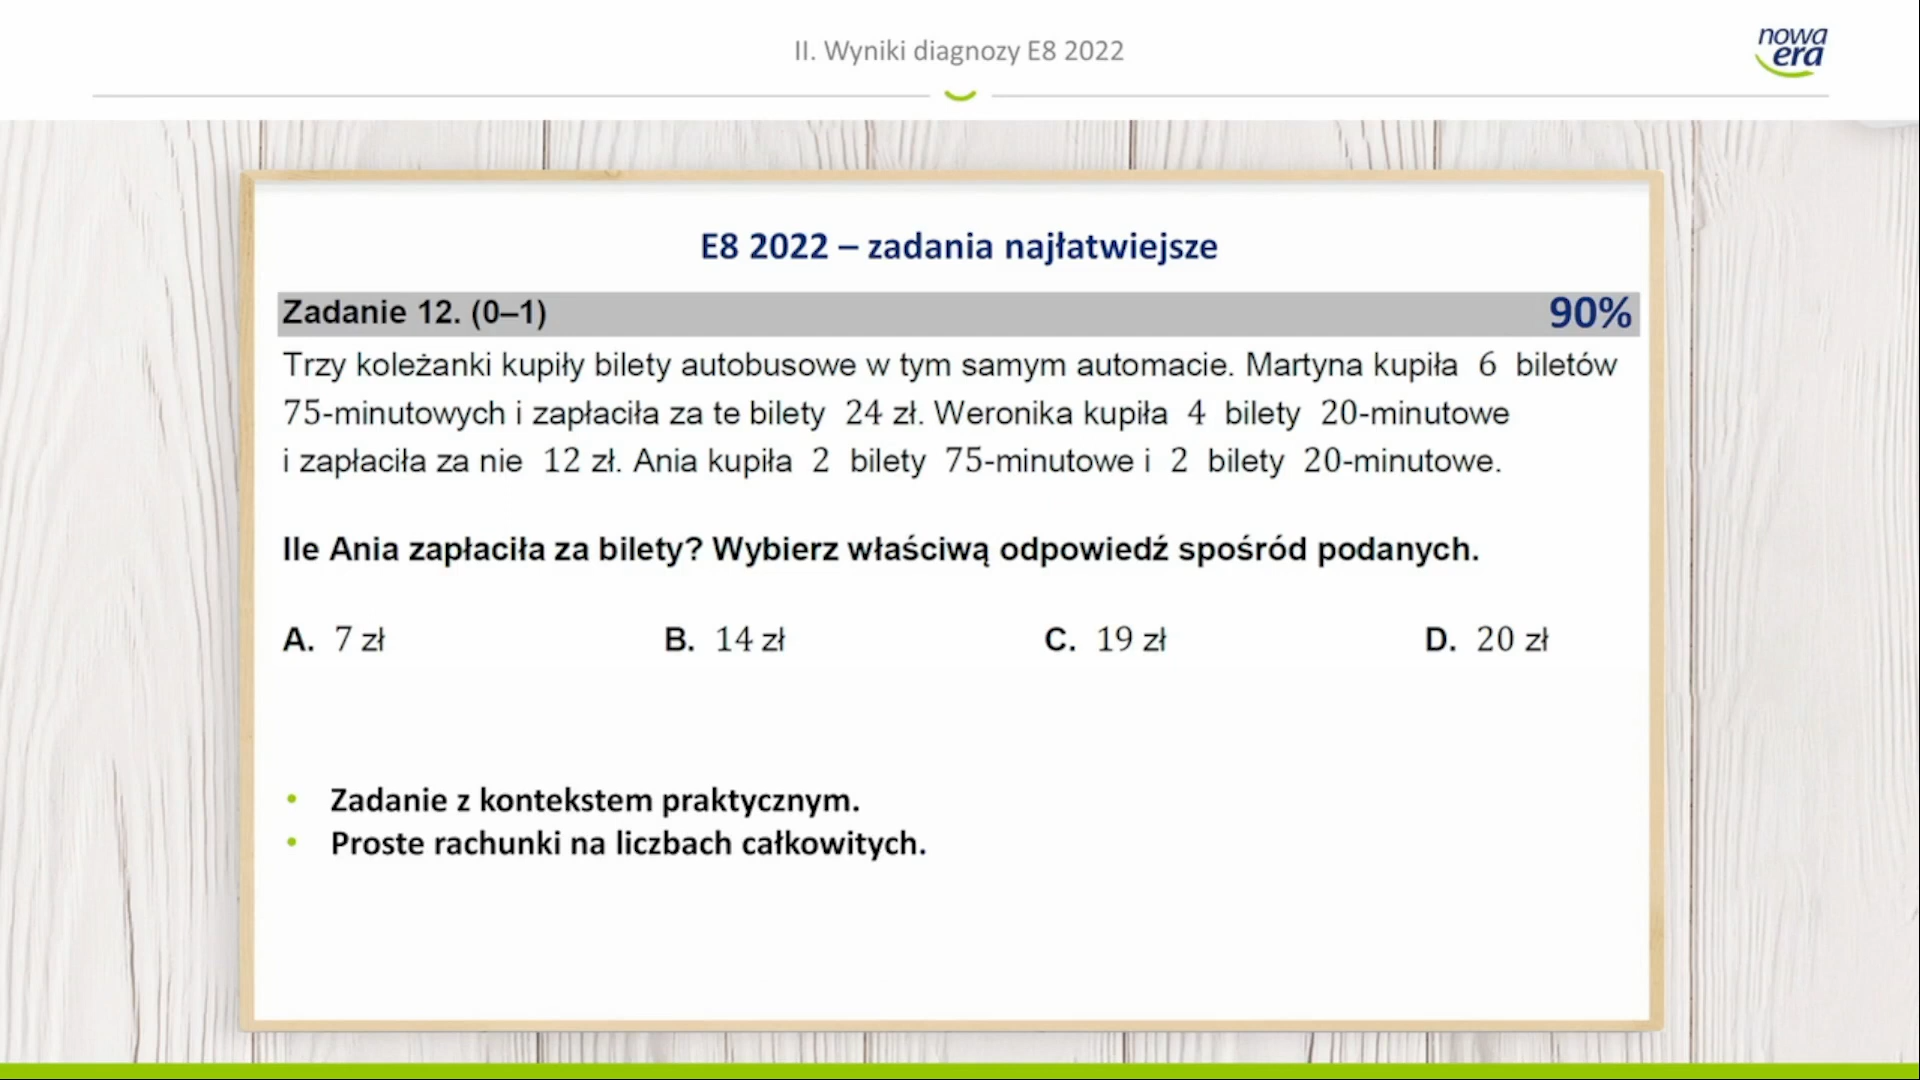 II. Wyniki diagnozy E8 2022
nowa
era
E8 2022 – zadania najłatwiejsze
Zadanie 12. (0–1) 90%
Trzy koleżanki kupiły bilety autobusowe w tym samym automacie. Martyna kupiła 6 biletów
75-minutowych i zapłaciła za te bilety 24 zł. Weronika kupiła 4 bilety 20-minutowe
i zapłaciła za nie 12 zł. Ania kupiła 2 bilety 75-minutowe i 2 bilety 20-minutowe.
Ile Ania zapłaciła za bilety? Wybierz właściwą odpowiedź spośród podanych.
A. 7 zł B. 14 zł C. 19 zł D. 20 zł
• Zadanie z kontekstem praktycznym.
• Proste rachunki na liczbach całkowitych.